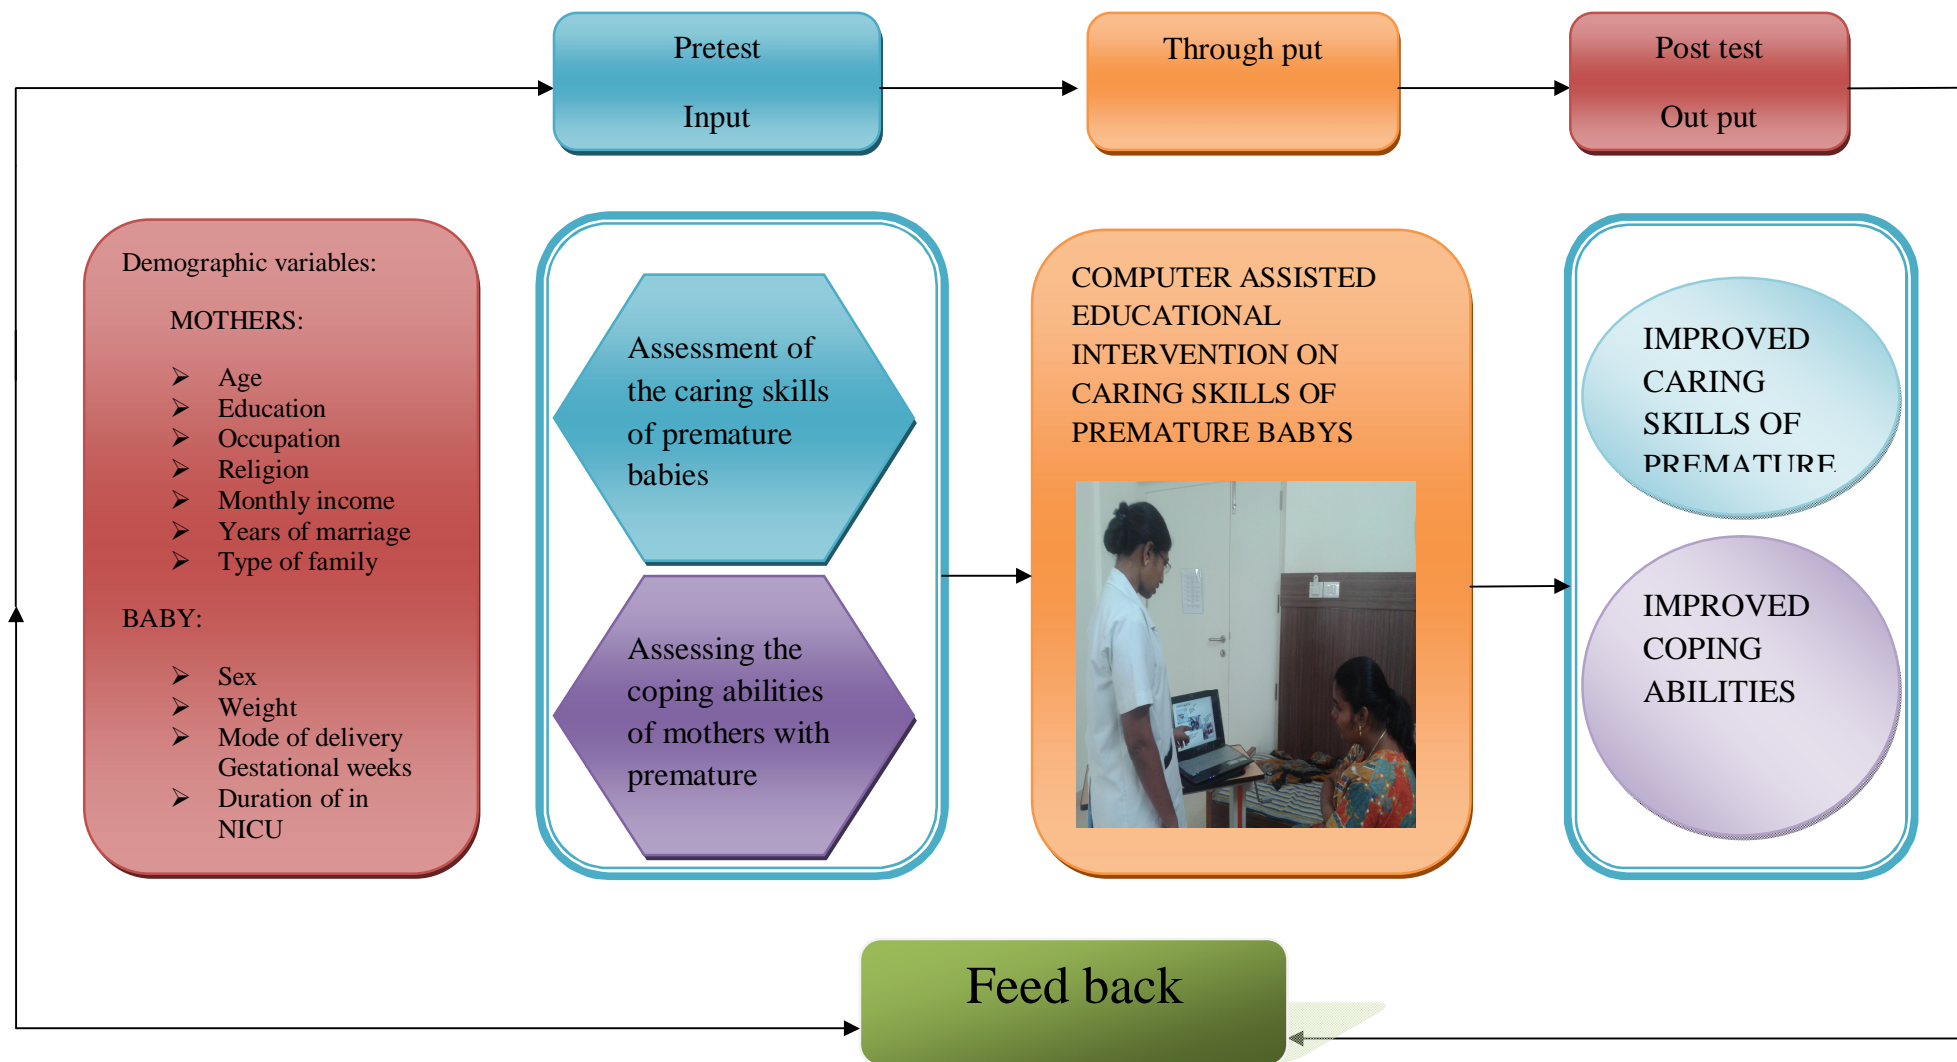 Pretest
Input
Through put
Post test
Out put
Demographic variables:
MOTHERS:
➢ Age
➢ Education
➢ Occupation
➢ Religion
➢ Monthly income
➢ Years of marriage
➢ Type of family
BABY:
➢ Sex
➢ Weight
➢ Mode of delivery
Gestational weeks
➢ Duration of in
NICU
Assessment of
the caring skills
of premature
babies
Assessing the
coping abilities
of mothers with
premature
COMPUTER ASSISTED
EDUCATIONAL
INTERVENTION ON
CARING SKILLS OF
PREMATURE BABYS
IMPROVED
CARING
SKILLS OF
PREMATURE
IMPROVED
COPING
ABILITIES
Feed back